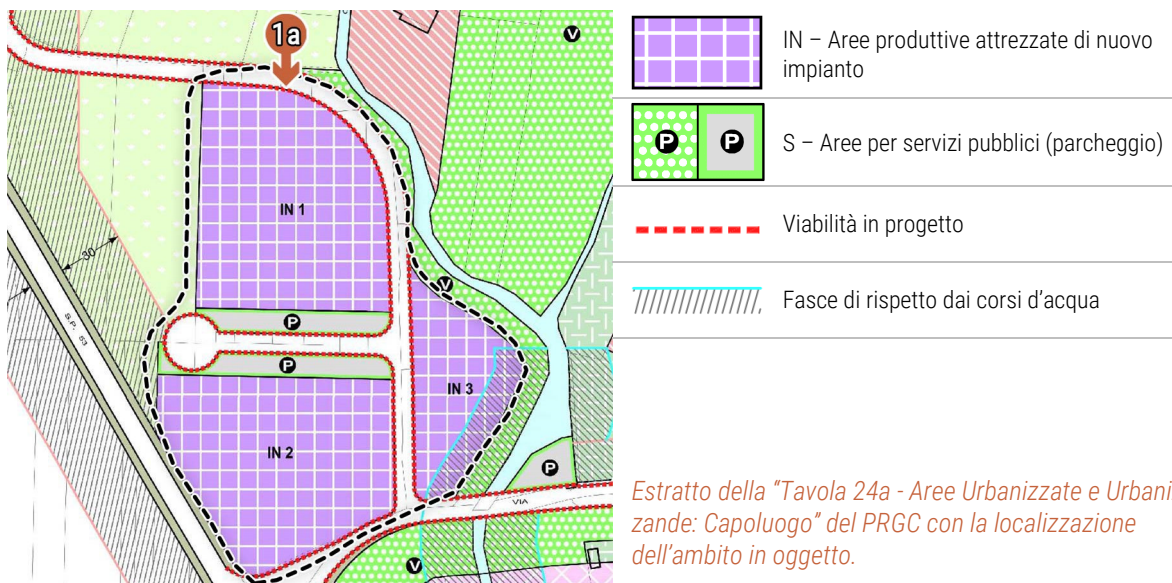 1a
V
IN 1
30
S.P. 53
P
V
P
IN 3
IN 2
P
VIA
V
IN – Aree produttive attrezzate di nuovo
impianto
P P S – Aree per servizi pubblici (parcheggio)
Viabilità in progetto
Fasce di rispetto dai corsi d'acqua
Estratto della "Tavola 24a - Aree Urbanizzate e Urbani
zande: Capoluogo" del PRGC con la localizzazione
dell'ambito in oggetto.